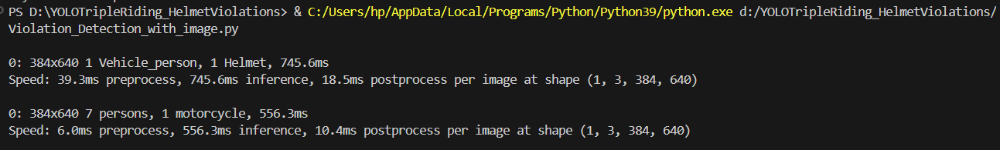 PS D:\YOLOTripleRiding_HelmetViolations> & C:/Users/hp/AppData/Local/Programs/Python/Python39/python.exe d:/YOLOTripleRiding_HelmetViolations/
Violation_Detection_with_image.py
0: 384x640 1 Vehicle_person, 1 Helmet, 745.6ms
Speed: 39.3ms preprocess, 745.6ms inference, 18.5ms postprocess per image at shape (1, 3, 384, 640)
0: 384x640 7 persons, 1 motorcycle, 556.3ms
Speed: 6.0ms preprocess, 556.3ms inference, 10.4ms postprocess per image at shape (1, 3, 384, 640)